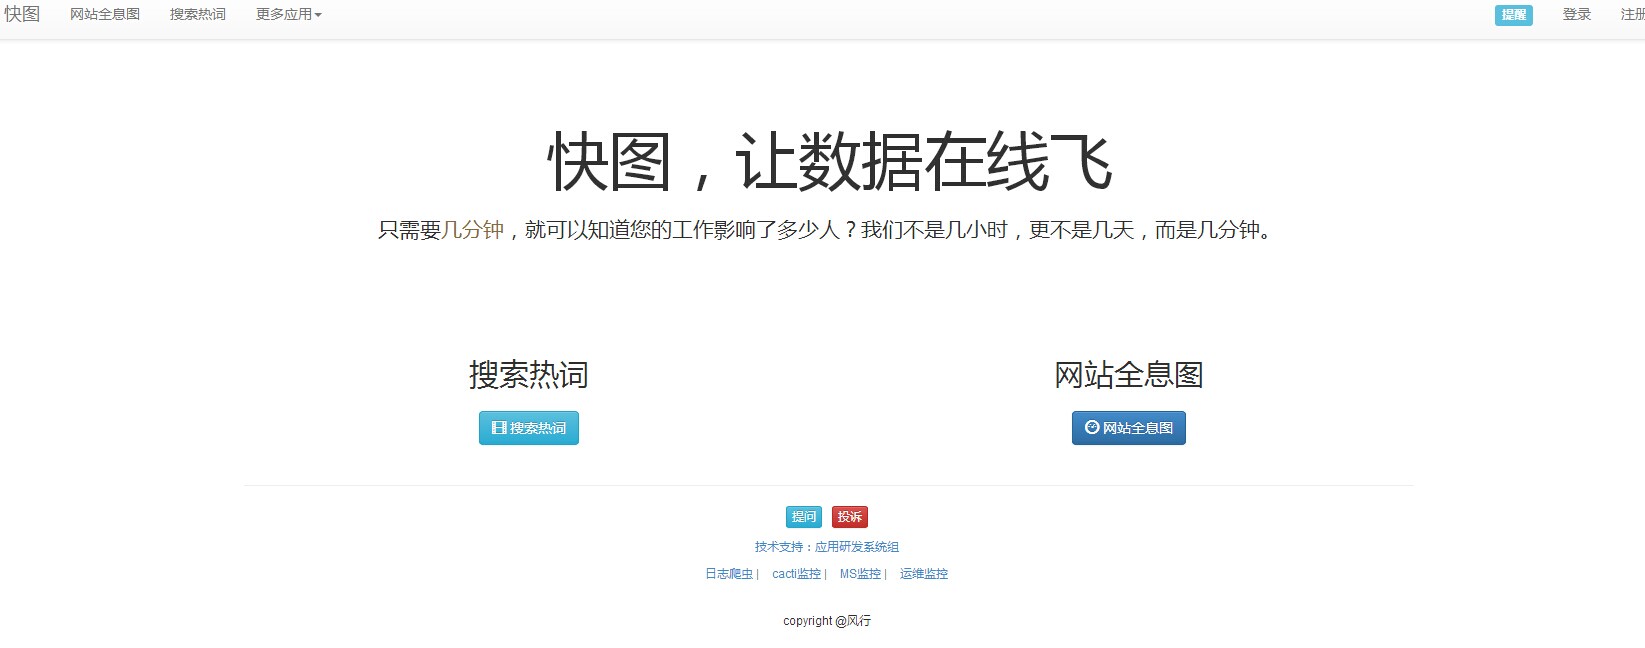 快图 网站全息图 搜索热词 更多应用 提醒 登录 注册
快图，让数据在线飞
只需要几分钟，就可以知道您的工作影响了多少人？我们不是几小时，更不是几天，而是几分钟。
搜索热词 网站全息图
搜索热词 网站全息图
提问 投诉
技术支持：应用研发系统组
日志爬虫 | cacti监控 | MS监控 | 运维监控
copyright @风行